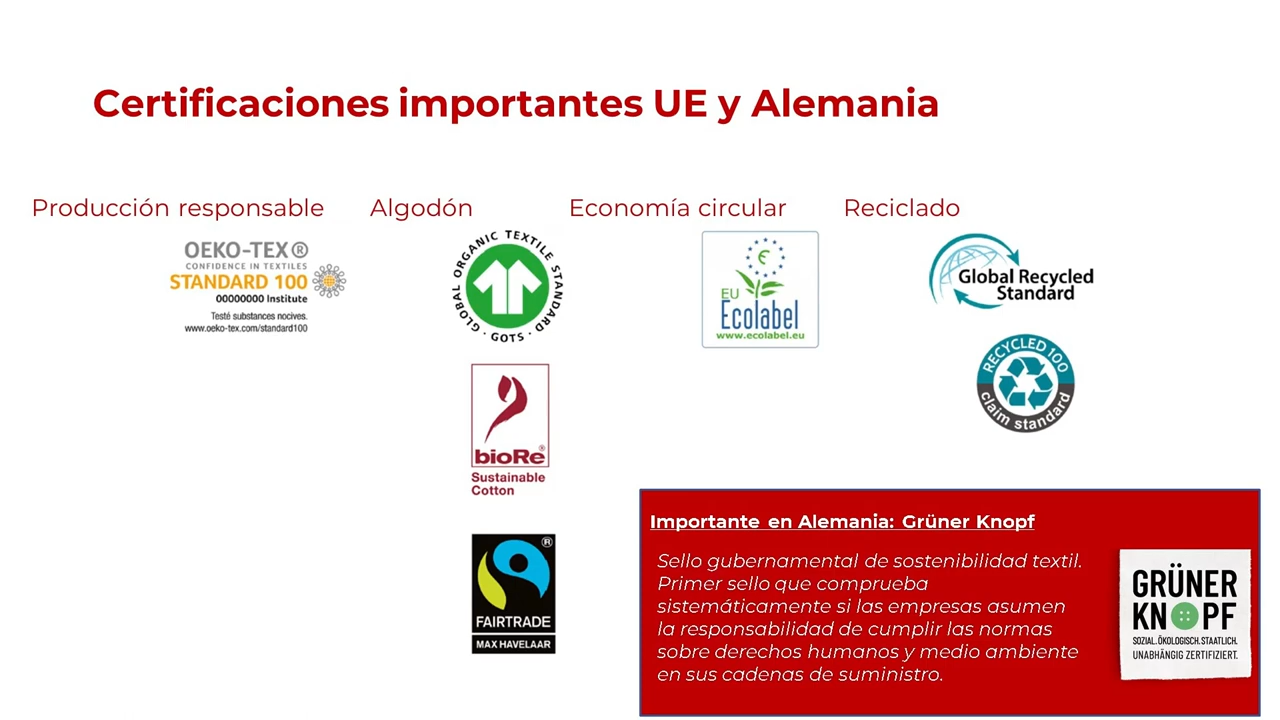 Certificaciones importantes UE y Alemania
Producción responsable
OEKO-TEX®
CONFIDENCE IN TEXTILES
STANDARD 100
00000000 Institute
Testé substances nocives.
www.oeko-tex.com/standard100
Algodón
GLOBAL ORGANIC TEXTILE STANDARD · GOTS ·
bioRe®
Sustainable
Cotton
®
FAIRTRADE
MAX HAVELAAR
Economía circular
€
EU
Ecolabel
www.ecolabel.eu
Reciclado
Global Recycled
Standard
RECYCLED 100
claim standard
Importante en Alemania: Grüner Knopf
Sello gubernamental de sostenibilidad textil.
Primer sello que comprueba
sistemáticamente si las empresas asumen
la responsabilidad de cumplir las normas
sobre derechos humanos y medio ambiente
en sus cadenas de suministro.
GRÜNER
KNOPF
SOZIAL. ÖKOLOGISCH. STAATLICH.
UNABHÄNGIG ZERTIFIZIERT.